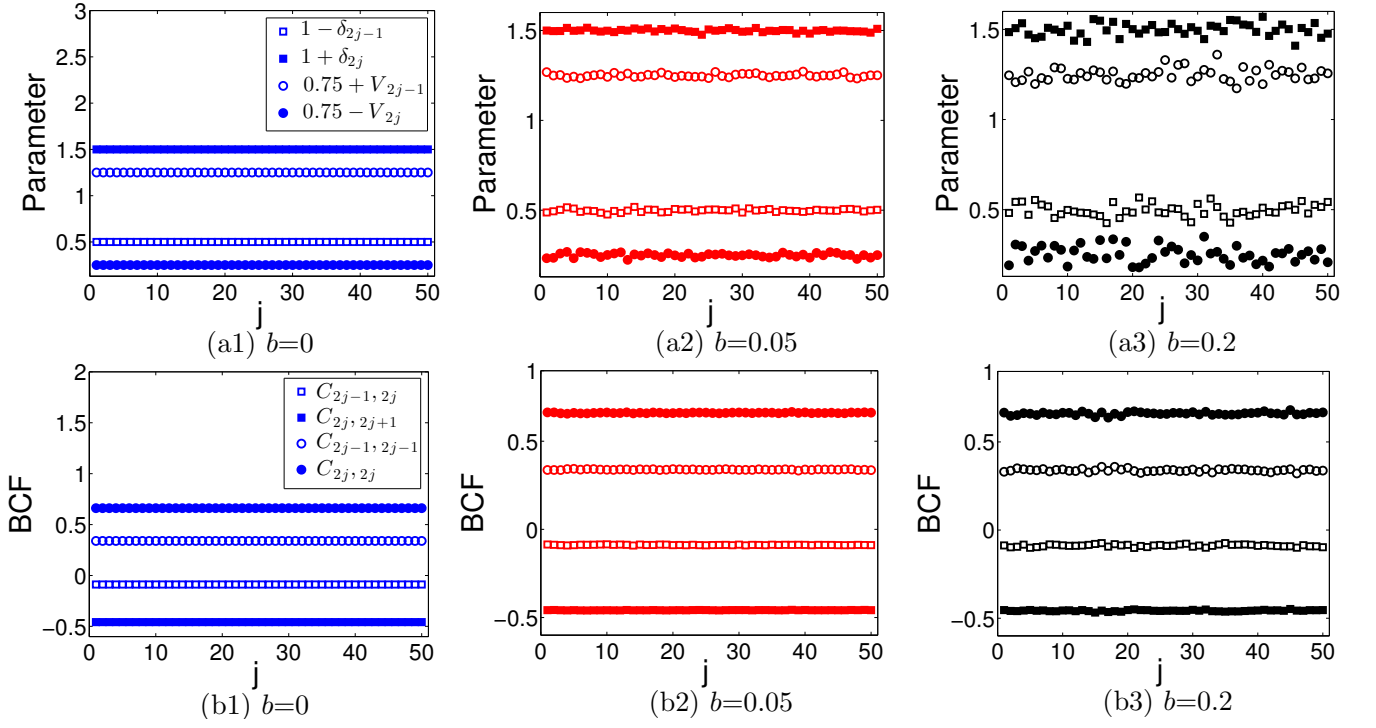 3
2.5
2
1.5
1
0.5
Parameter
1 − δ2j−1
1 + δ2j
0.75 + V2j−1
0.75 − V2j
0 10 20 30 40 50
j
(a1) b=0
1.5
1
0.5
Parameter
0 10 20 30 40 50
j
(a2) b=0.05
1.5
1
0.5
Parameter
0 10 20 30 40 50
j
(a3) b=0.2
2
1.5
1
0.5
0
−0.5
BCF
C2j−1, 2j
C2j, 2j+1
C2j−1, 2j−1
C2j, 2j
0 10 20 30 40 50
j
(b1) b=0
1
0.5
0
−0.5
BCF
0 10 20 30 40 50
j
(b2) b=0.05
1
0.5
0
−0.5
BCF
0 10 20 30 40 50
j
(b3) b=0.2